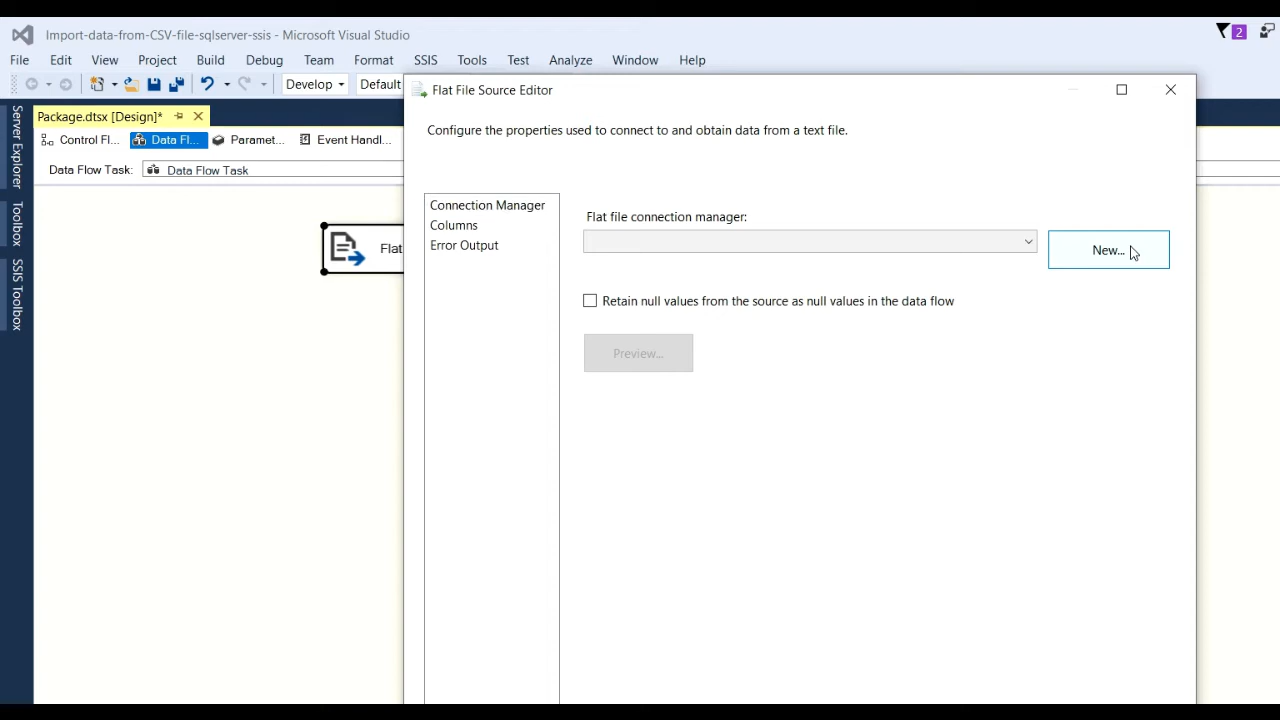 Import-data-from-CSV-file-sqlserver-ssis - Microsoft Visual Studio
2
File Edit View Project Build Debug Team Format SSIS Tools Test Analyze Window Help
Develop Default
Flat File Source Editor
Package.dtsx [Design]*
Control Fl... Data Fl... Paramet... Event Handl...
Data Flow Task: Data Flow Task
Server Explorer
Toolbox
SSIS Toolbox
Flat
Configure the properties used to connect to and obtain data from a text file.
Connection Manager
Columns
Error Output
Flat file connection manager:
New...
Retain null values from the source as null values in the data flow
Preview...